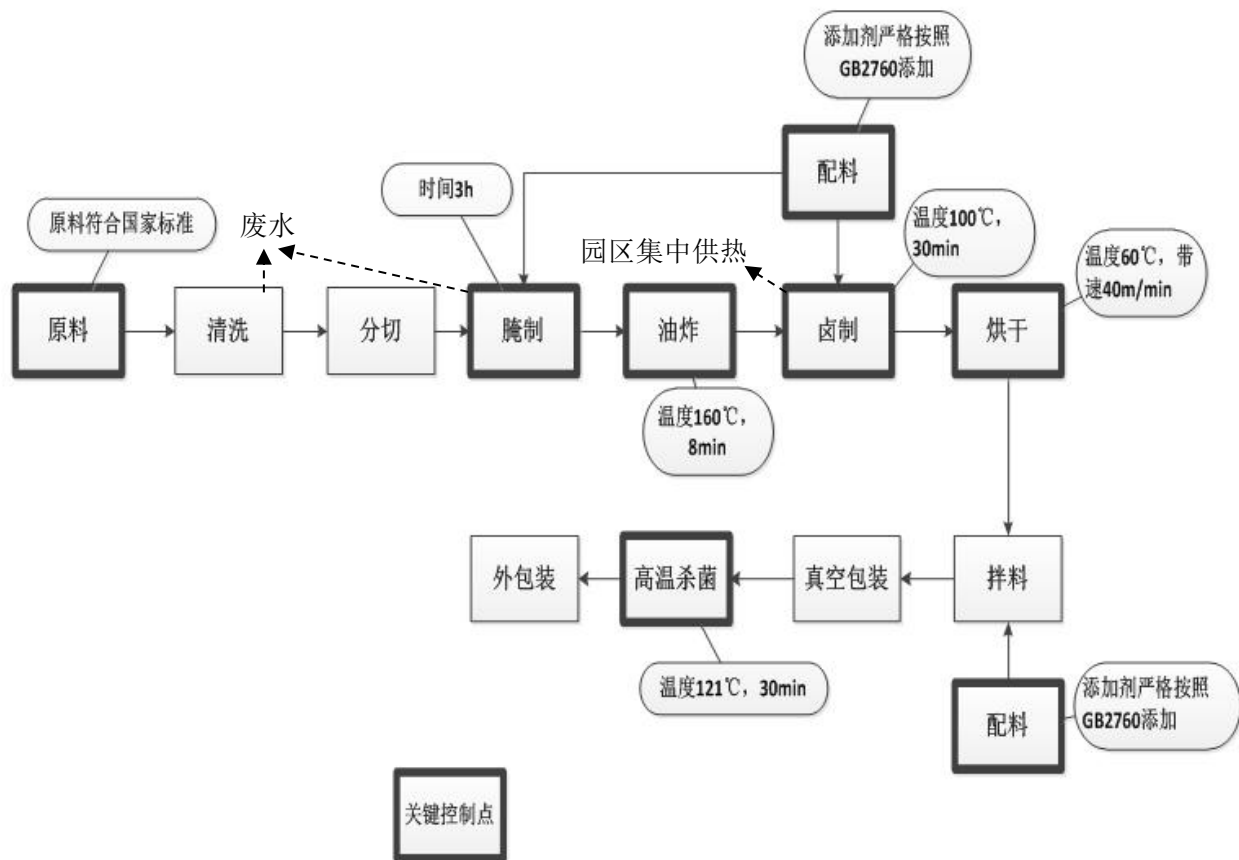 添加剂严格按照
GB2760添加
配料
时间3h
原料符合国家标准
废水
园区集中供热
温度100℃，
30min
温度60℃，带
速40m/min
原料
清洗
分切
腌制
油炸
卤制
烘干
温度160℃，
8min
外包装
高温杀菌
真空包装
拌料
温度121℃，30min
配料
添加剂严格按照
GB2760添加
关键控制点